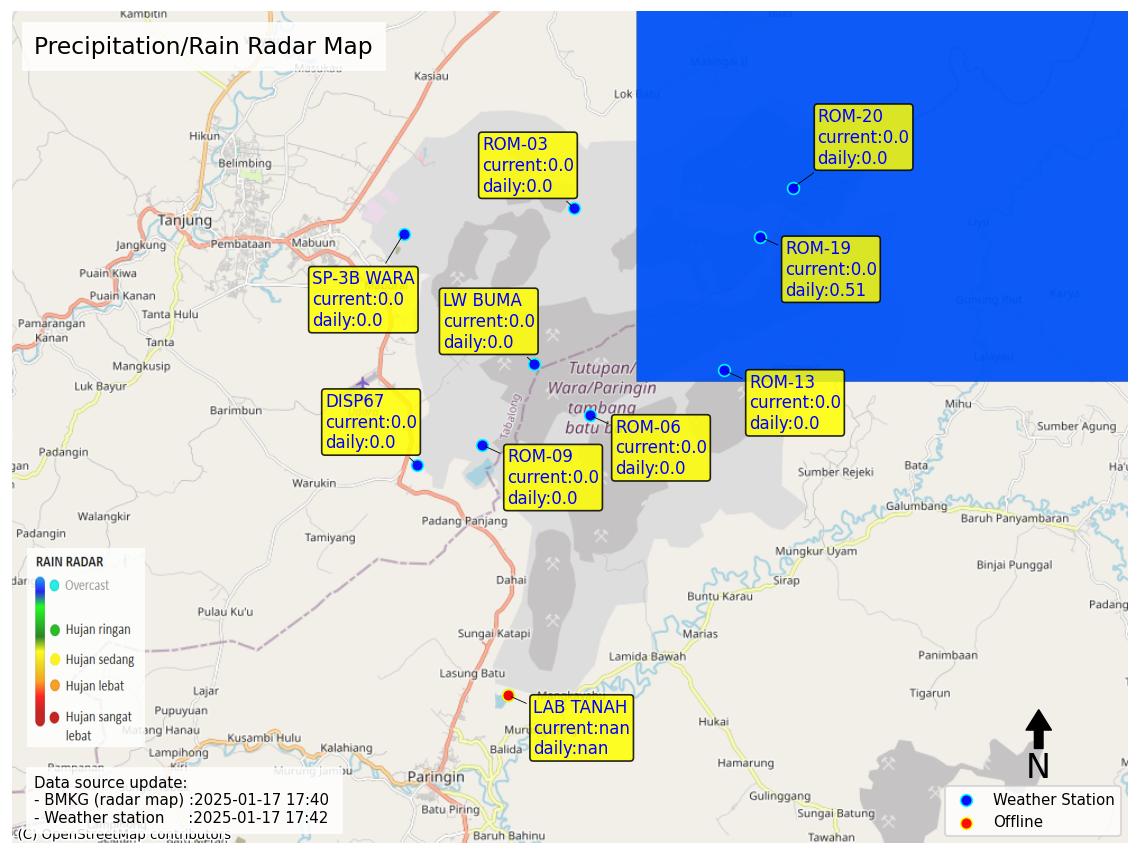 Precipitation/Rain Radar Map
Kambitin
Masukau
Kasiau
Lok Batu
Maningkul
Hikun
Belimbing
Tanjung
Jangkung
Pembataan
Mabuun
Puain Kiwa
Puain Kanan
Tanta Hulu
Pamarangan
Kanan
Tanta
Mangkusip
Luk Bayur
Barimbun
Padangin
gan
Warukin
Walangkir
Padangin
Tamiyang
Padang Panjang
Dahai
Pulau Ku'u
Sungai Katapi
Lasung Batu
Lajar
Pupuyuan
Matang Hanau
Kusambi Hulu
Lampihong
Kiri
Kalahiang
Murung Jambu
Pampanan
Paringin
Batu Piring
Baruh Bahinu
Balida
Muru
Tabalong
Tutupan/
Wara/Paringin
tambang
batu b
Liyu
Gunung Riut
Karya
Lalayau
Mihu
Sumber Agung
Sumber Rejeki
Bata
Ha'u
Galumbang
Baruh Panyambaran
Mungkur Uyam
Binjai Punggal
Sirap
Buntu Karau
Padang
Marias
Lamida Bawah
Panimbaan
Tigarun
Hukai
Hamarung
Gulinggang
Sungai Batung
Tawahan
ROM-03
current:0.0
daily:0.0
ROM-20
current:0.0
daily:0.0
ROM-19
current:0.0
daily:0.51
SP-3B WARA
current:0.0
daily:0.0
LW BUMA
current:0.0
daily:0.0
ROM-13
current:0.0
daily:0.0
DISP67
current:0.0
daily:0.0
ROM-06
current:0.0
daily:0.0
ROM-09
current:0.0
daily:0.0
LAB TANAH
current:nan
daily:nan
RAIN RADAR
Overcast
Hujan ringan
Hujan sedang
Hujan lebat
Hujan sangat
lebat
Data source update:
- BMKG (radar map) :2025-01-17 17:40
- Weather station :2025-01-17 17:42
(C) OpenStreetMap contributors
N
Weather Station
Offline